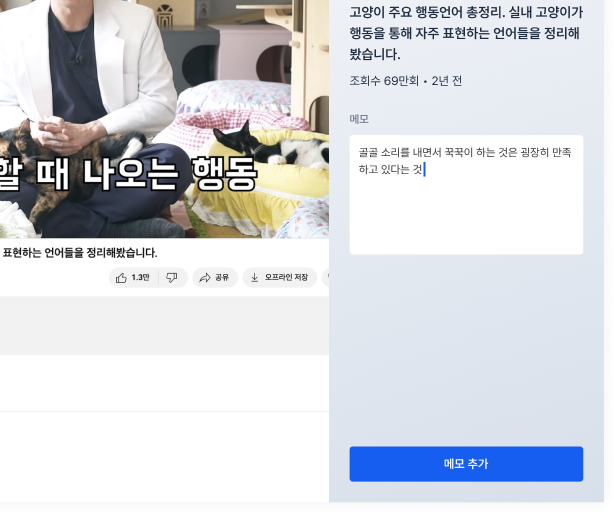 고양이 주요 행동언어 총정리. 실내 고양이가
행동을 통해 자주 표현하는 언어들을 정리해
봤습니다.
조회수 69만회 • 2년 전
메모
골골 소리를 내면서 꾹꾹이 하는 것은 굉장히 만족
하고 있다는 것
할 때 나오는 행동
표현하는 언어들을 정리해봤습니다.
1.3만
공유
오프라인 저장
메모 추가